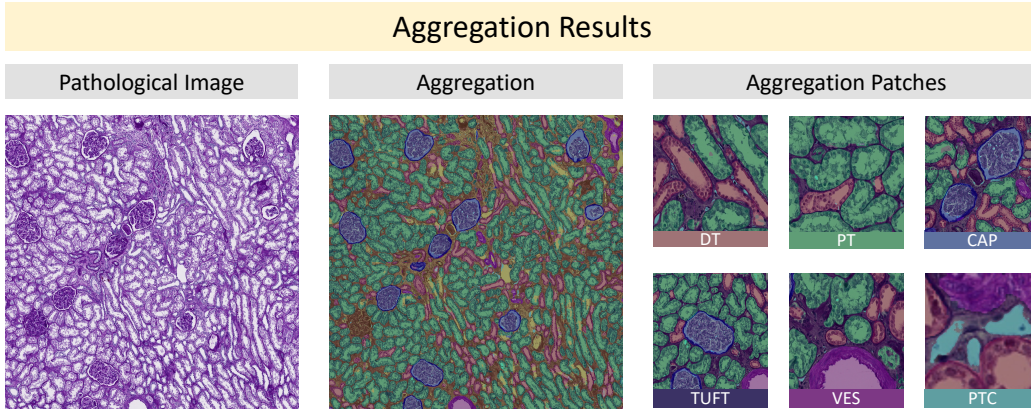 Aggregation Results
Pathological Image
Aggregation
Aggregation Patches
DT
PT
CAP
TUFT
VES
PTC